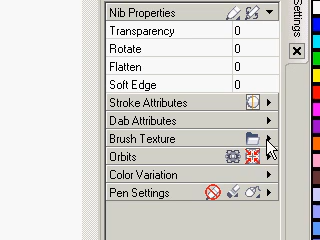 Nib Properties
Transparency 0
Rotate 0
Flatten 0
Soft Edge 0
Stroke Attributes
Dab Attributes
Brush Texture
Orbits
Color Variation
Pen Settings
Settings